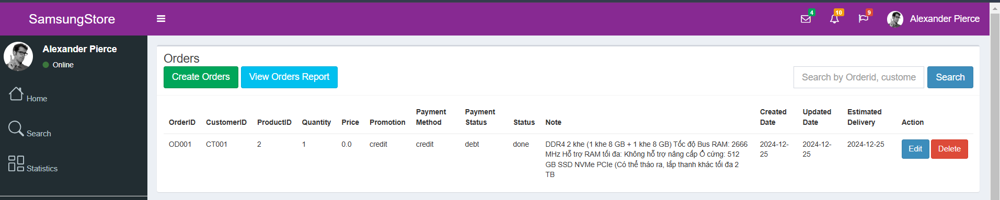 SamsungStore
4
10
9
Alexander Pierce
Alexander Pierce
Online
Home
Search
Statistics
Orders
Create Orders
View Orders Report
Search by Orderid, custome
Search
OrderID CustomerID ProductID Quantity Price Promotion Payment Method Payment Status Status Note Created Date Updated Date Estimated Delivery Action
OD001 CT001 2 1 0.0 credit credit debt done
DDR4 2 khe (1 khe 8 GB + 1 khe 8 GB) Tốc độ Bus RAM: 2666
MHz Hỗ trợ RAM tối đa: Không hỗ trợ nâng cấp Ổ cứng: 512
GB SSD NVMe PCIe (Có thể tháo ra, lắp thanh khác tối đa 2
TB
2024-12-
25
2024-12-
25
2024-12-25
Edit
Delete